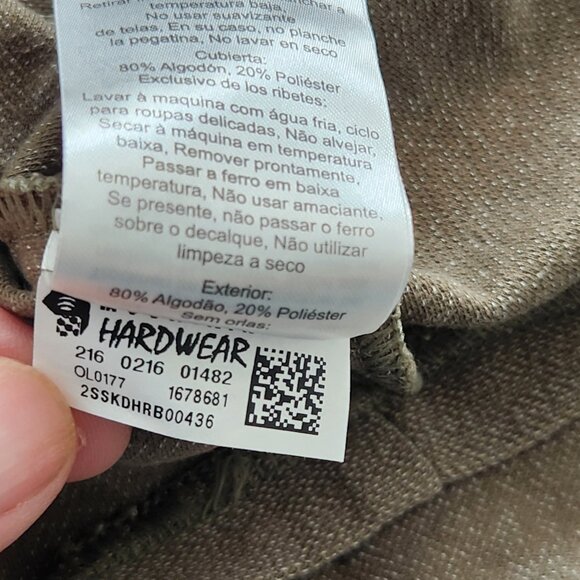 temperatura baja,
No usar suavizante
de telas, En su caso, no planche
la pegatina, No lavar en seco
Cubierta:
80% Algodón, 20% Poliéster
Exclusivo de los ribetes:
Lavar à maquina com água fria, ciclo
para roupas delicadas, Não alvejar,
Secar à máquina em temperatura
baixa, Remover prontamente,
Passar a ferro em baixa
temperatura, Não usar amaciante,
Se presente, não passar o ferro
sobre o decalque, Não utilizar
limpeza a seco
Exterior:
80% Algodão, 20% Poliéster
Sem orlas:
HARDWEAR
216 0216 01482
OL0177 1678681
2SSKDHRB00436